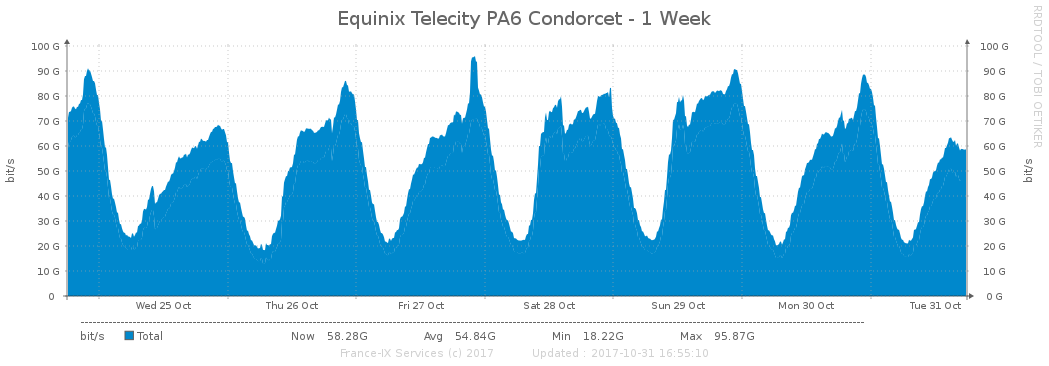 Equinix Telecity PA6 Condorcet - 1 Week
RRDTOOL / TOBI OETIKER
100 G 100 G
90 G 90 G
80 G 80 G
70 G 70 G
60 G 60 G
50 G 50 G
40 G 40 G
30 G 30 G
20 G 20 G
10 G 10 G
0 0 G
bit/s
bit/s
Wed 25 Oct Thu 26 Oct Fri 27 Oct Sat 28 Oct Sun 29 Oct Mon 30 Oct Tue 31 Oct
bit/s Total Now 58.28G Avg 54.84G Min 18.22G Max 95.87G
France-IX Services (c) 2017 Updated : 2017-10-31 16:55:10